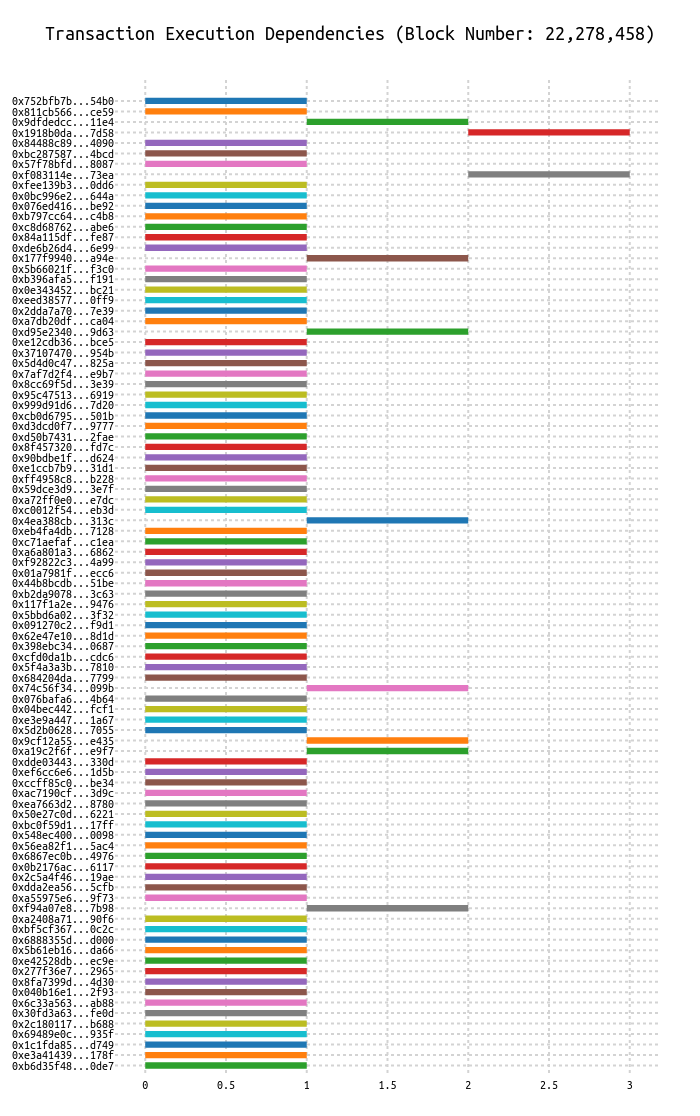 Transaction Execution Dependencies (Block Number: 22,278,458)
0x752bfb7b...54b0
0x811cb566...ce59
0x9dfdedcc...11e4
0x1918b0da...7d58
0x84488c89...4090
0xbc287587...4bcd
0x57f78bfd...8087
0xf083114e...73ea
0xfee139b3...0dd6
0x0bc996e2...644a
0x076ed416...be92
0xb797cc64...c4b8
0xc8d68762...abe6
0x84a115df...fe87
0xde6b26d4...6e99
0x177f9940...a94e
0x5b66021f...f3c0
0xb396afa5...f191
0x0e343452...bc21
0xeed38577...0ff9
0x2dda7a70...7e39
0xa7db20df...ca04
0xd95e2340...9d63
0xe12cdb36...bce5
0x37107470...954b
0x5d4d0c47...825a
0x7af7d2f4...e9b7
0x8cc69f5d...3e39
0x95c47513...6919
0x999d91d6...7d20
0xcb0d6795...501b
0xd3dcd0f7...9777
0xd50b7431...2fae
0x8f457320...fd7c
0x90bdbe1f...d624
0xe1ccb7b9...31d1
0xff4958c8...b228
0x59dce3d9...3e7f
0xa72ff0e0...e7dc
0xc0012f54...eb3d
0x4ea388cb...313c
0xeb4fa4db...7128
0xc71aefaf...c1ea
0xa6a801a3...6862
0xf92822c3...4a99
0x01a7981f...ecc6
0x44b8bcdb...51be
0xb2da9078...3c63
0x117f1a2e...9476
0x5bbd6a02...3f32
0x091270c2...f9d1
0x62e47e10...8d1d
0x398ebc34...0687
0xcfd0da1b...cdc6
0x5f4a3a3b...7810
0x684204da...7799
0x74c56f34...099b
0x076bafa6...4b64
0x04bec442...fcf1
0xe3e9a447...1a67
0x5d2b0628...7055
0x9cf12a55...e435
0xa19c2f6f...e9f7
0xdde03443...330d
0xef6cc6e6...1d5b
0xccff85c0...be34
0xac7190cf...3d9c
0xea7663d2...8780
0x50e27c0d...6221
0xbc0f59d1...17ff
0x548ec400...0098
0x56ea82f1...5ac4
0x6867ec0b...4976
0x0b2176ac...6117
0x2c5a4f46...19ae
0xdda2ea56...5cfb
0xa55975e6...9f73
0xf94a07e8...7b98
0xa2408a71...90f6
0xbf5cf367...0c2c
0x6888355d...d000
0x5b61eb16...da66
0xe42528db...ec9e
0x277f36e7...2965
0x8fa7399d...4d30
0x040b16e1...2f93
0x6c33a563...ab88
0x30fd3a63...fe0d
0x2c180117...b688
0x69489e0c...935f
0x1c1fda85...d749
0xe3a41439...178f
0xb6d35f48...0de7
0 0.5 1 1.5 2 2.5 3